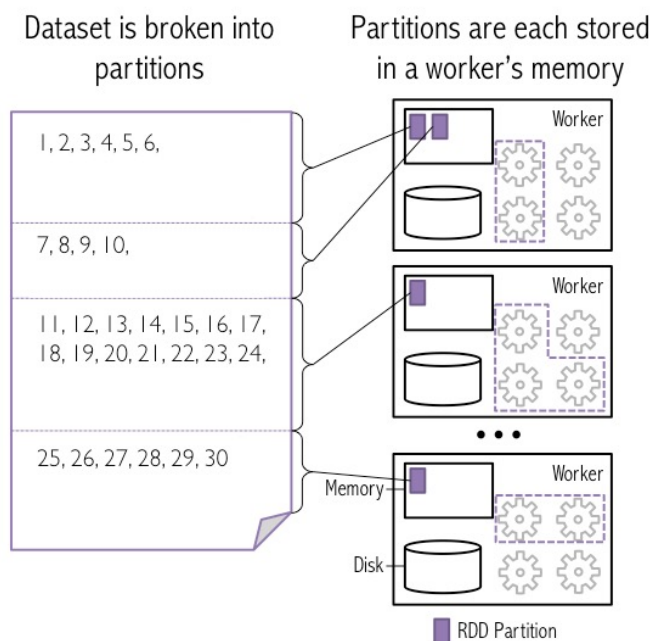 Dataset is broken into
partitions
Partitions are each stored
in a worker's memory
1, 2, 3, 4, 5, 6,
7, 8, 9, 10,
11, 12, 13, 14, 15, 16, 17,
18, 19, 20, 21, 22, 23, 24,
25, 26, 27, 28, 29, 30
Worker
Worker
...
Worker
Memory
Disk
RDD Partition